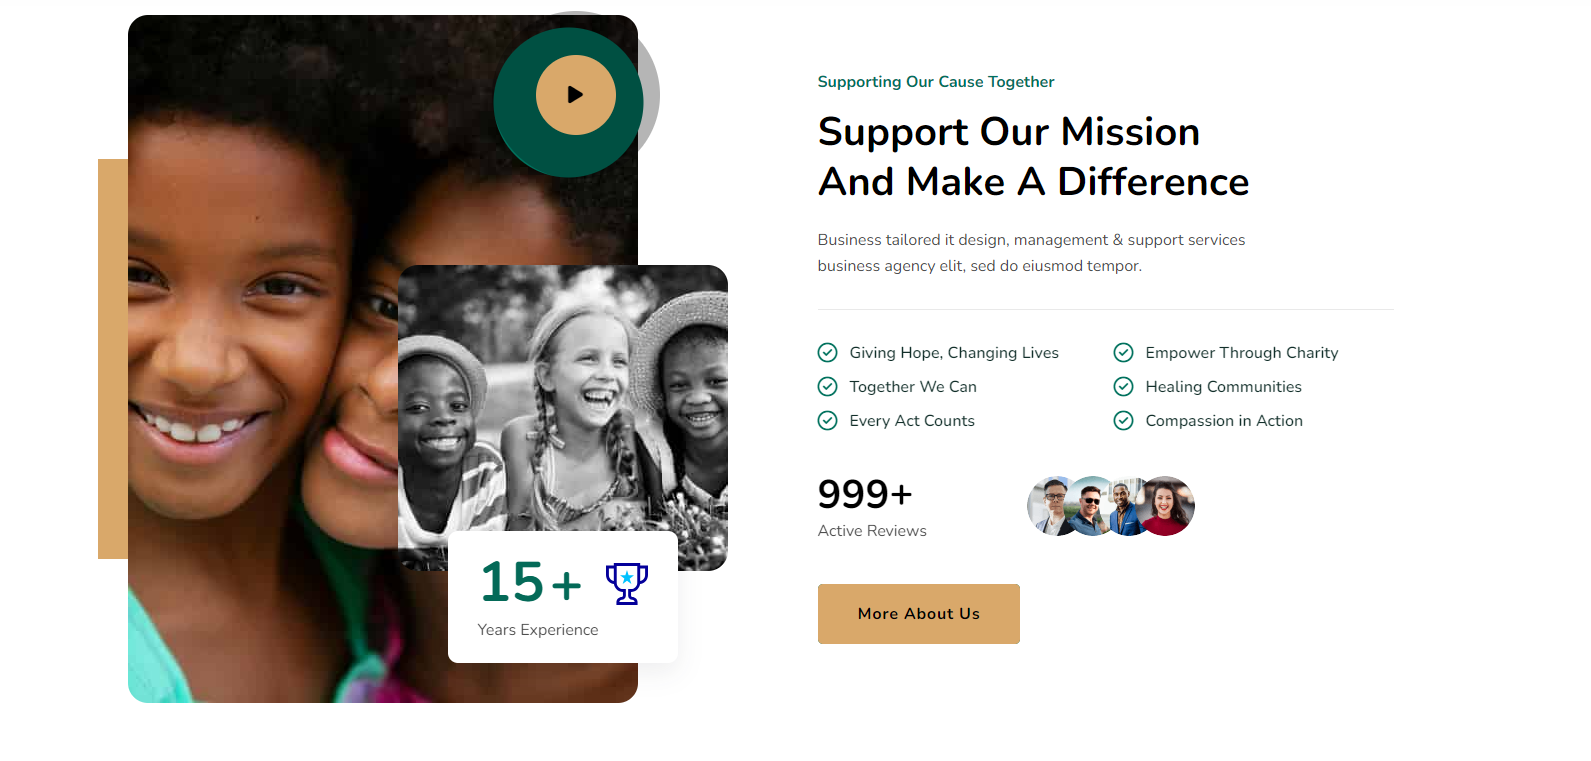 Supporting Our Cause Together
Support Our Mission
And Make A Difference
Business tailored it design, management & support services
business agency elit, sed do eiusmod tempor.
Giving Hope, Changing Lives
Empower Through Charity
Together We Can
Healing Communities
Every Act Counts
Compassion in Action
999+
Active Reviews
More About Us
15+
Years Experience